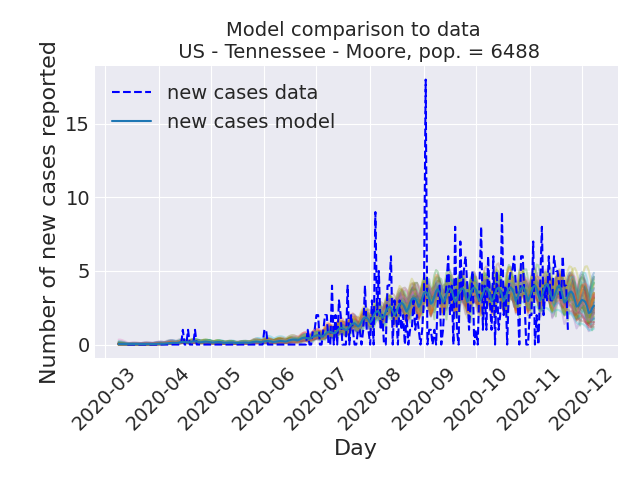 Model comparison to data
US - Tennessee - Moore, pop. = 6488
new cases data
new cases model
Number of new cases reported
15
10
5
0
2020-03
2020-04
2020-05
2020-06
2020-07
2020-08
2020-09
2020-10
2020-11
2020-12
Day